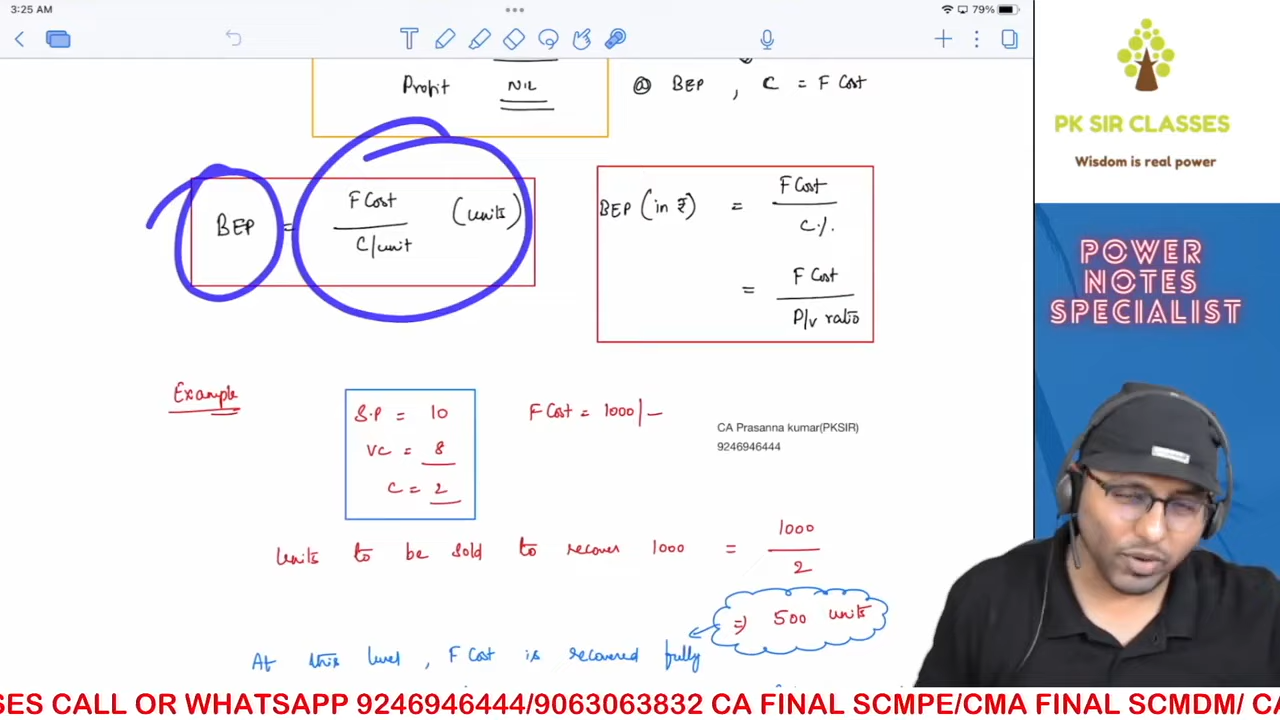 3:25 AM
79%
T
Profit NIL
@ BEP , C = F Cost
BEP = F Cost / C/unit (units)
BEP (in ₹) = F Cost / C%
= F Cost / P/V ratio
Example
S.P = 10
VC = 8
C = 2
F Cost = 1000/-
CA Prasanna kumar(PKSIR)
9246946444
Units to be sold to recover 1000 = 1000 / 2
=) 500 units
At this level , F Cost is recovered fully
PK SIR CLASSES
Wisdom is real power
POWER
NOTES
SPECIALIST
SES CALL OR WHATSAPP 9246946444/9063063832 CA FINAL SCMPE/CMA FINAL SCMDM/ CA